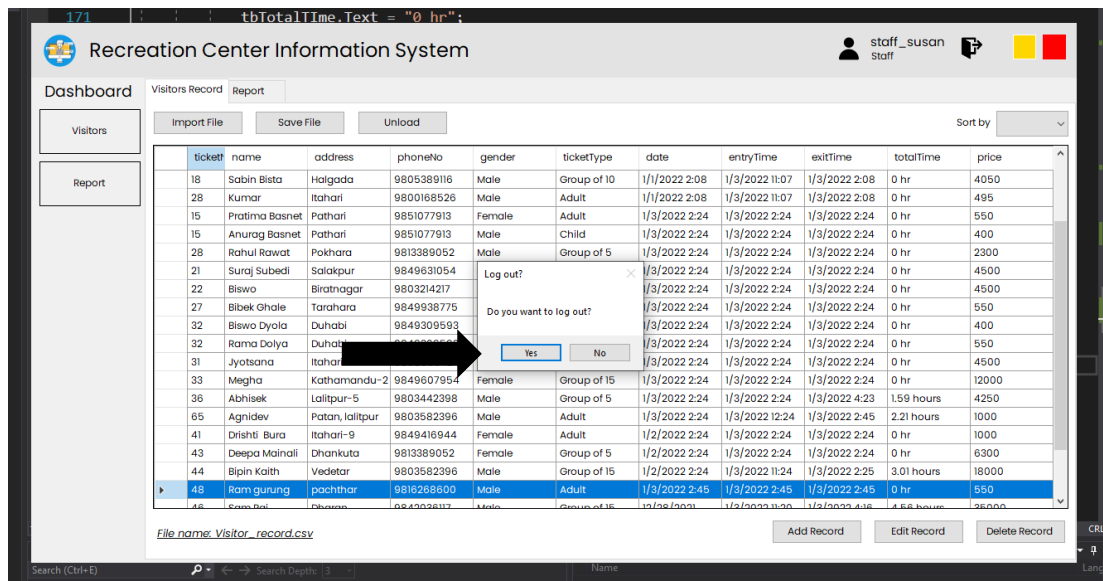 171 tbTotalTIme.Text = "0 hr";
Recreation Center Information System staff_susan
Staff
Dashboard Visitors Record Report
Visitors Import File Save File Unload Sort by
Report
name address phoneNo gender ticketType date entryTime exitTime totalTime price
18 Sabin Bista Halgada 9805389116 Male Group of 10 1/1/2022 2:08 1/3/2022 11:07 1/3/2022 2:08 0 hr 4050
28 Kumar Itahari 9800168526 Male Adult 1/1/2022 2:08 1/3/2022 11:07 1/3/2022 2:08 0 hr 495
15 Pratima Basnet Pathari 9851077913 Female Adult 1/3/2022 2:24 1/3/2022 2:24 1/3/2022 2:24 0 hr 550
15 Anurag Basnet Pathari 9851077913 Male Child 1/3/2022 2:24 1/3/2022 2:24 1/3/2022 2:24 0 hr 400
28 Rahul Rawat Pokhara 9813389052 Male Group of 5 1/3/2022 2:24 1/3/2022 2:24 1/3/2022 2:24 0 hr 2300
21 Suraj Subedi Salakpur 9849631054 /3/2022 2:24 1/3/2022 2:24 1/3/2022 2:24 0 hr 4500
22 Biswo Biratnagar 9803214217 /3/2022 2:24 1/3/2022 2:24 1/3/2022 2:24 0 hr 4500
27 Bibek Ghale Tarahara 9849938775 /3/2022 2:24 1/3/2022 2:24 1/3/2022 2:24 0 hr 550
32 Biswo Dyola Duhabi 9849309593 /3/2022 2:24 1/3/2022 2:24 1/3/2022 2:24 0 hr 400
32 Rama Dolya /3/2022 2:24 1/3/2022 2:24 1/3/2022 2:24 0 hr 550
31 Jyotsana /3/2022 2:24 1/3/2022 2:24 1/3/2022 2:24 0 hr 4500
33 Megha Kathamandu-2 9849607954 Female Group of 15 1/3/2022 2:24 1/3/2022 2:24 1/3/2022 2:24 0 hr 12000
36 Abhisek Lalitpur-5 9803442398 Male Group of 5 1/3/2022 2:24 1/3/2022 2:24 1/3/2022 4:23 1.59 hours 4250
65 Agnidev Patan, lalitpur 9803582396 Male Adult 1/3/2022 2:24 1/3/2022 12:24 1/3/2022 2:45 2.21 hours 1000
41 Drishti Bura Itahari-9 9849416944 Female Adult 1/2/2022 2:24 1/3/2022 2:24 1/3/2022 2:24 0 hr 1000
43 Deepa Mainali Dhankuta 9813389052 Female Group of 5 1/2/2022 2:24 1/3/2022 2:24 1/3/2022 2:24 0 hr 6300
44 Bipin Kaith Vedetar 9803582396 Male Group of 15 1/2/2022 2:24 1/3/2022 11:24 1/3/2022 2:25 3.01 hours 18000
48 Ram gurung pachthar 9816268600 Male Adult 1/3/2022 2:45 1/3/2022 2:45 1/3/2022 2:45 0 hr 550
Log out?
Do you want to log out?
Yes No
File name: Visitor_record.csv Add Record Edit Record Delete Record
Search (Ctrl+E) Search Depth: 3 Name